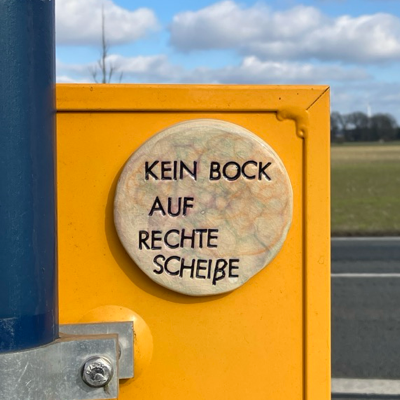 KEIN BOCK
AUF
RECHTE
SCHEIßE